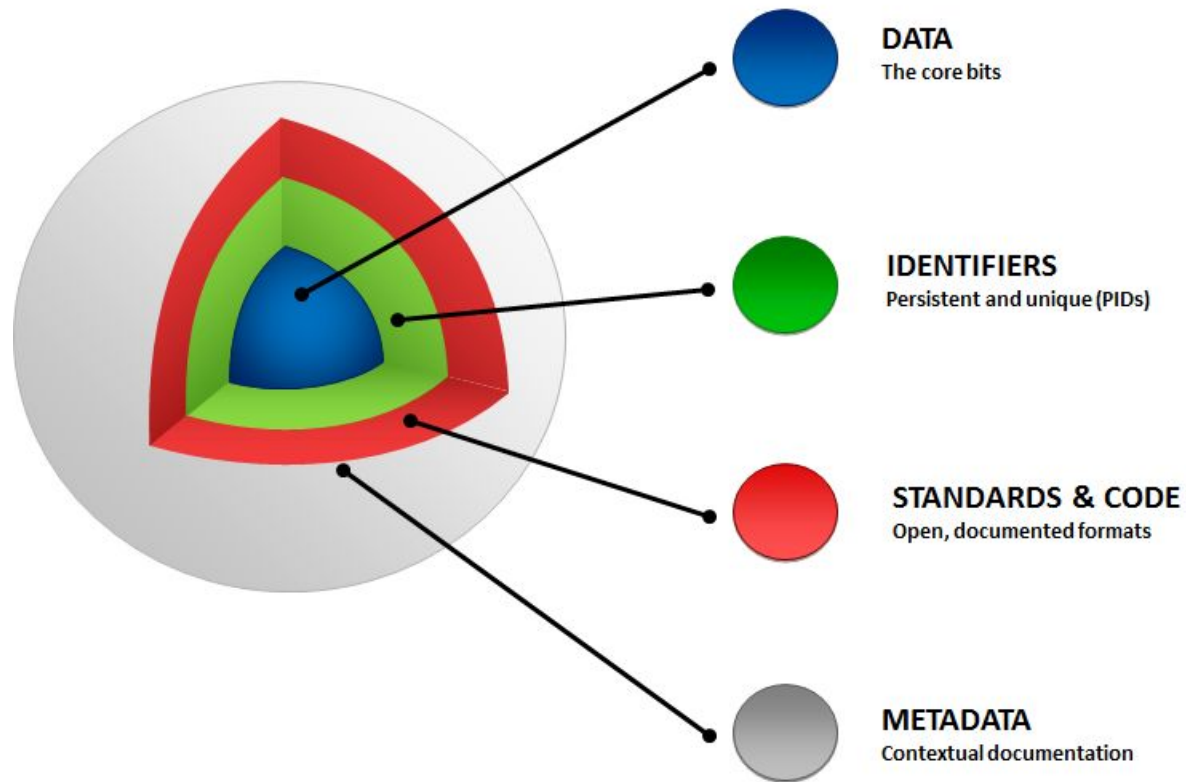 DATA
The core bits
IDENTIFIERS
Persistent and unique (PIDs)
STANDARDS & CODE
Open, documented formats
METADATA
Contextual documentation